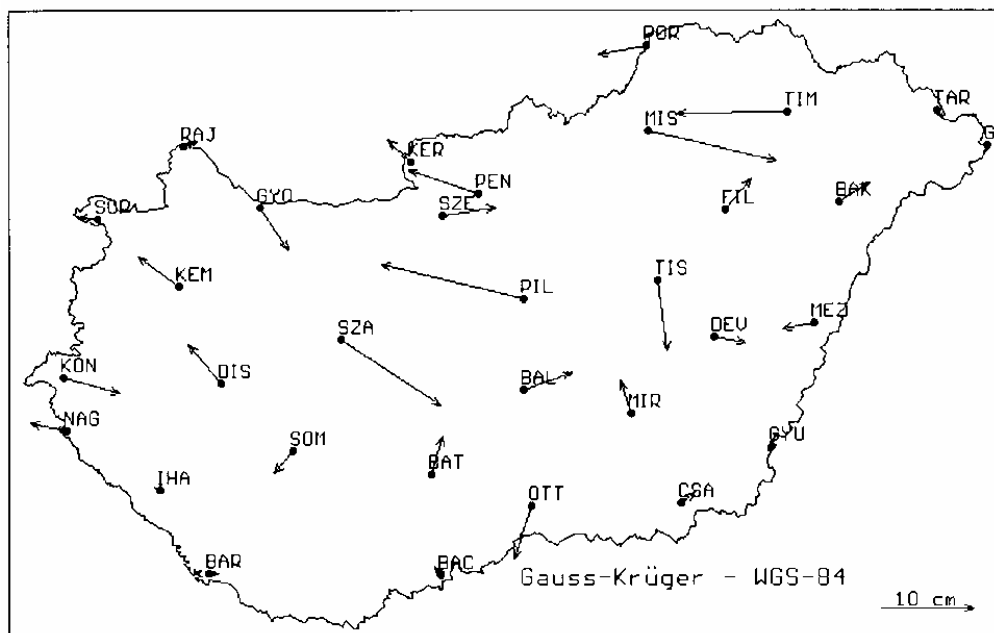 POR
TIM
TAR
MIS
G
RAJ
KER
PEN
BAK
GYO
SZE
FIL
SOR
KEM
TIS
PIL
MEZ
SZA
DEV
KON
DIS
BAL
MIR
NAG
SOM
GYU
BAT
IHA
OTT
CSA
BAR
BAC
Gauss-Krüger - WGS-84
10 cm